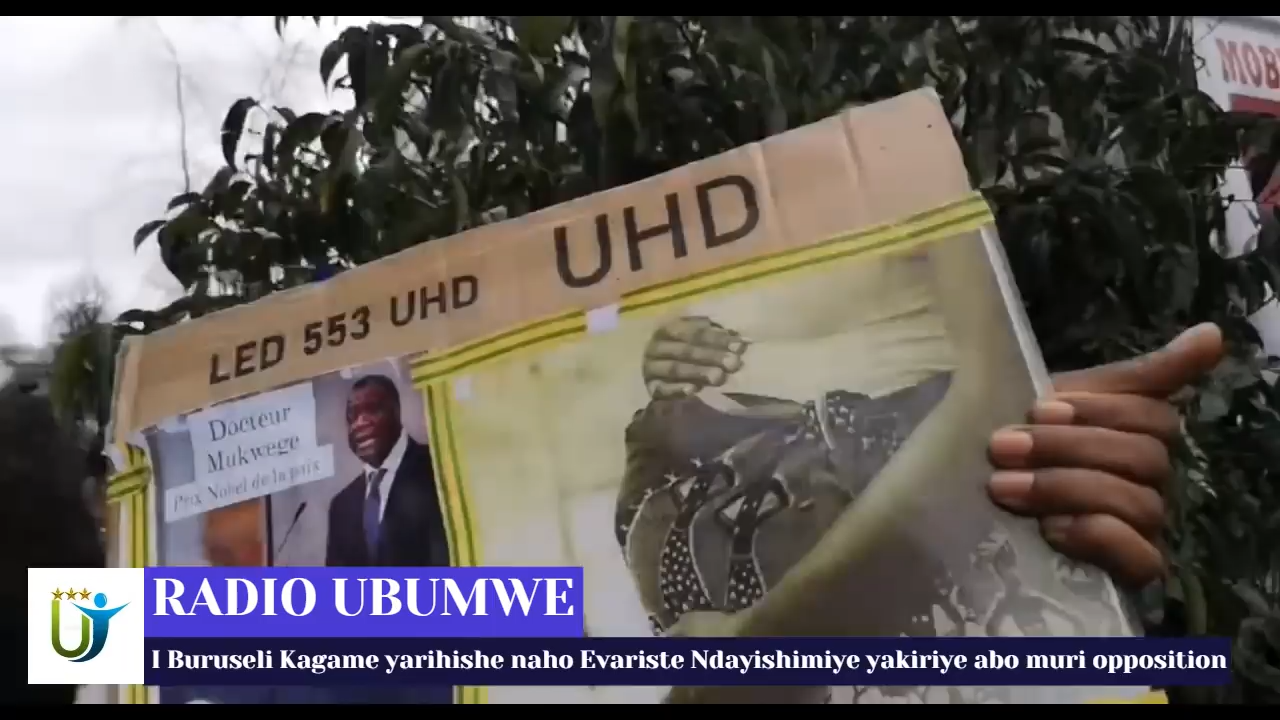 MOB
UHD
LED 553 UHD
Docteur
Mukwege
Prix Nobel de la paix
RADIO UBUMWE
I Buruseli Kagame yarihishe naho Evariste Ndayishimiye yakiriye abo muri opposition